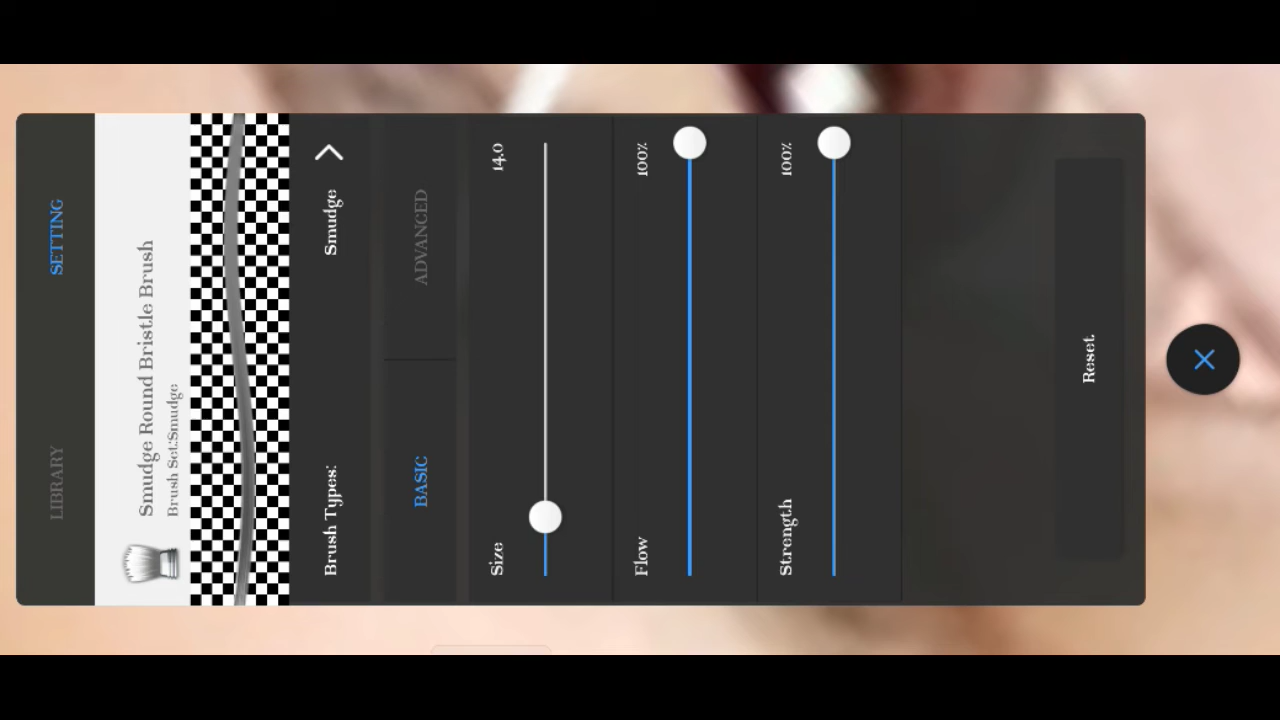 LIBRARY SETTING
Smudge Round Bristle Brush
Brush Set:Smudge
Brush Types: Smudge
BASIC ADVANCED
Size 14.0
Flow 100%
Strength 100%
Reset